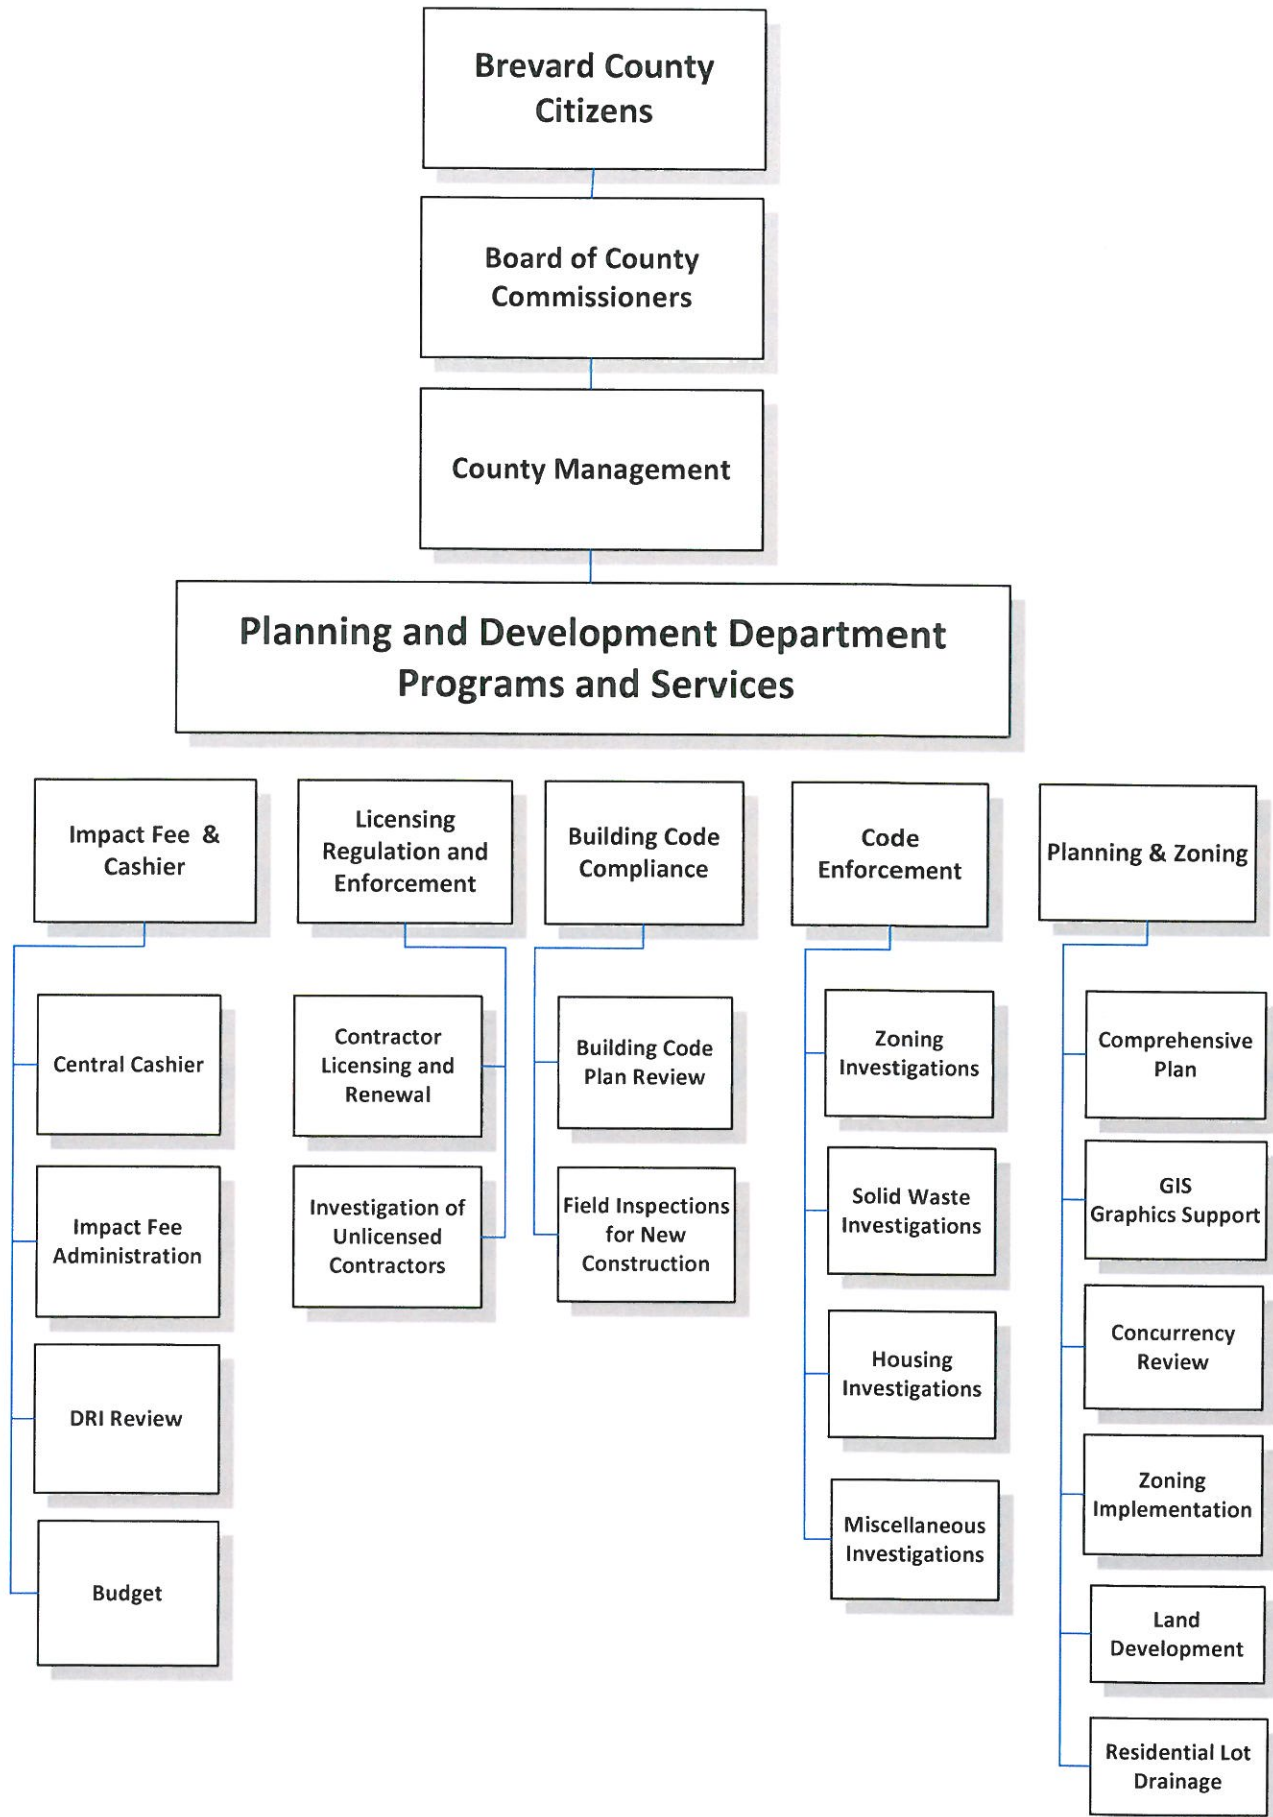 Brevard County
Citizens
Board of County
Commissioners
County Management
Planning and Development Department
Programs and Services
Impact Fee &
Cashier
Central Cashier
Impact Fee
Administration
DRI Review
Budget
Licensing
Regulation and
Enforcement
Contractor
Licensing and
Renewal
Investigation of
Unlicensed
Contractors
Building Code
Compliance
Building Code
Plan Review
Field Inspections
for New
Construction
Code
Enforcement
Zoning
Investigations
Solid Waste
Investigations
Housing
Investigations
Miscellaneous
Investigations
Planning & Zoning
Comprehensive
Plan
GIS
Graphics Support
Concurrency
Review
Zoning
Implementation
Land
Development
Residential Lot
Drainage